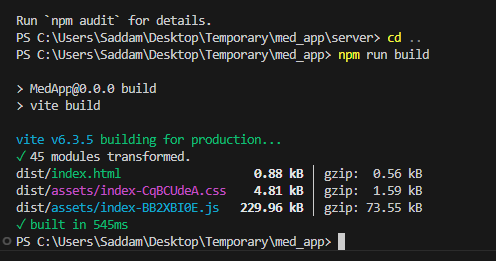 Run `npm audit` for details.
PS C:\Users\Saddam\Desktop\Temporary\med_app\server> cd ..
PS C:\Users\Saddam\Desktop\Temporary\med_app> npm run build
> MedApp@0.0.0 build
> vite build
vite v6.3.5 building for production...
✓ 45 modules transformed.
dist/index.html                   0.88 kB │ gzip:  0.56 kB
dist/assets/index-CqBCUdeA.css    4.81 kB │ gzip:  1.59 kB
dist/assets/index-BB2XBI0E.js   229.96 kB │ gzip: 73.55 kB
✓ built in 545ms
PS C:\Users\Saddam\Desktop\Temporary\med_app>